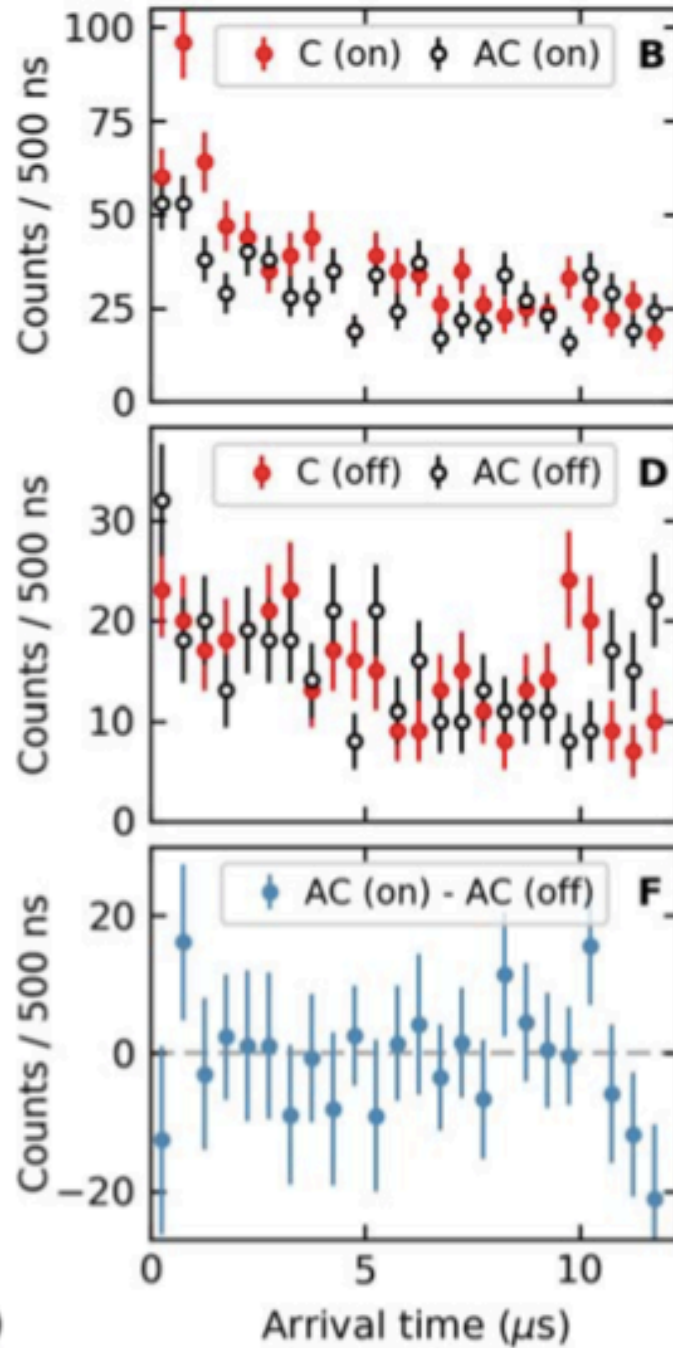 100
75
50
25
0
Counts / 500 ns
C (on) AC (on) B
30
20
10
0
Counts / 500 ns
C (off) AC (off) D
20
0
−20
Counts / 500 ns
AC (on) - AC (off) F
0 5 10
Arrival time (μs)
)